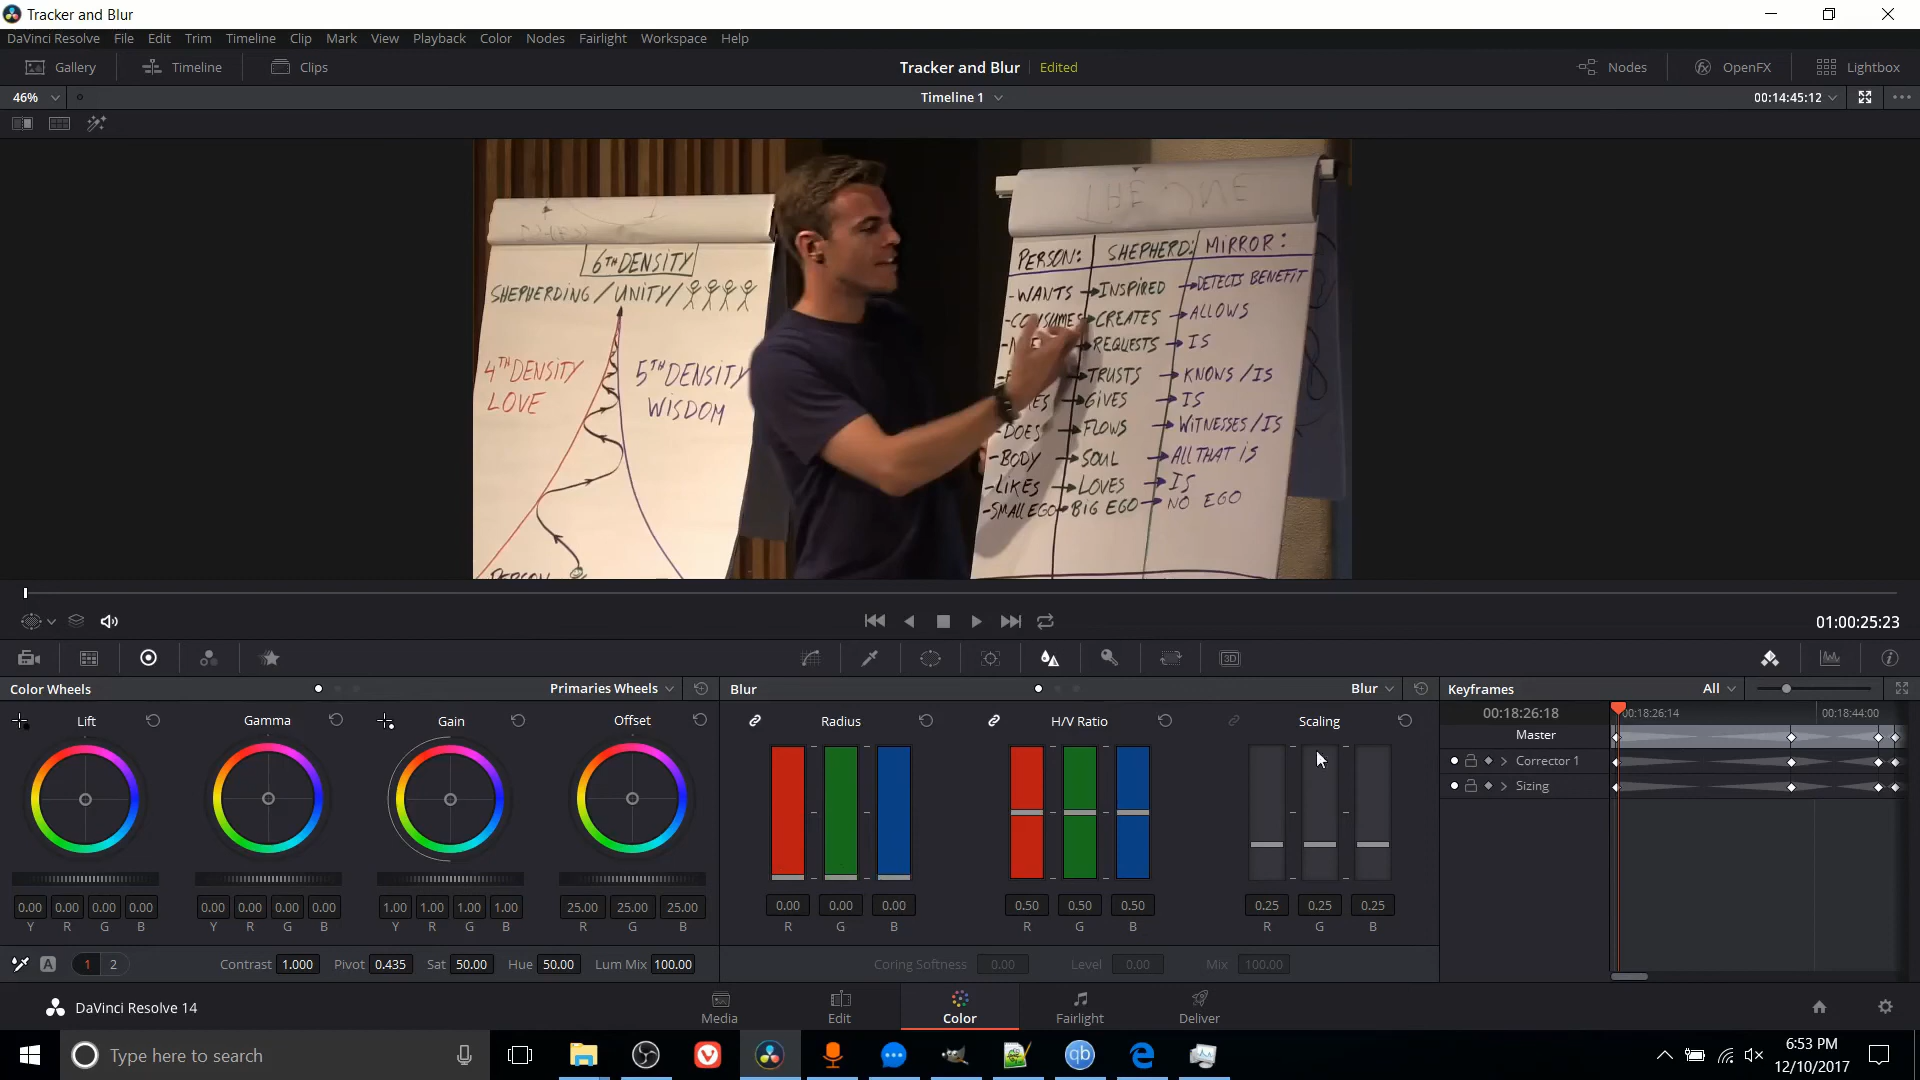 Tracker and Blur
DaVinci Resolve File Edit Trim Timeline Clip Mark View Playback Color Nodes Fairlight Workspace Help
Gallery Timeline Clips Tracker and Blur Edited Nodes OpenFX Lightbox
46% Timeline 1 00:14:45:12
THE ONE
6TH DENSITY
SHEPHERDING/UNITY/
4TH DENSITY
LOVE
5TH DENSITY
WISDOM
PERSON
PERSON: SHEPHERD: MIRROR:
-WANTS INSPIRED DETECTS BENEFIT
-CONSUMES CREATES ALLOWS
REQUESTS IS
TRUSTS KNOWS/IS
GIVES IS
-DOES FLOWS WITNESSES/IS
-BODY SOUL ALL THAT IS
-LIKES LOVES IS
-SMALL EGO BIG EGO NO EGO
01:00:25:23
3D
Color Wheels Primaries Wheels Blur Blur Keyframes All
Lift Gamma Gain Offset Radius H/V Ratio Scaling 00:18:26:18 00:18:26:14 00:18:44:00
Master
Corrector 1
Sizing
0.00 0.00 0.00 0.00 0.00 0.00 0.00 0.00 1.00 1.00 1.00 1.00 25.00 25.00 25.00 0.00 0.00 0.00 0.50 0.50 0.50 0.25 0.25 0.25
Y R G B Y R G B Y R G B R G B R G B R G B R G B
A 1 2 Contrast 1.000 Pivot 0.435 Sat 50.00 Hue 50.00 Lum Mix 100.00 Coring Softness 0.00 Level 0.00 Mix 100.00
DaVinci Resolve 14 Media Edit Color Fairlight Deliver
Type here to search qb 6:53 PM
12/10/2017